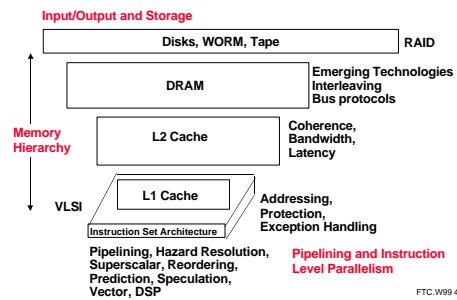 Input/Output and Storage
Disks, WORM, Tape
RAID
DRAM
Emerging Technologies
Interleaving
Bus protocols
Memory
Hierarchy
L2 Cache
Coherence,
Bandwidth,
Latency
VLSI
L1 Cache
Instruction Set Architecture
Addressing,
Protection,
Exception Handling
Pipelining, Hazard Resolution,
Superscalar, Reordering,
Prediction, Speculation,
Vector, DSP
Pipelining and Instruction
Level Parallelism
FTC.W99 4